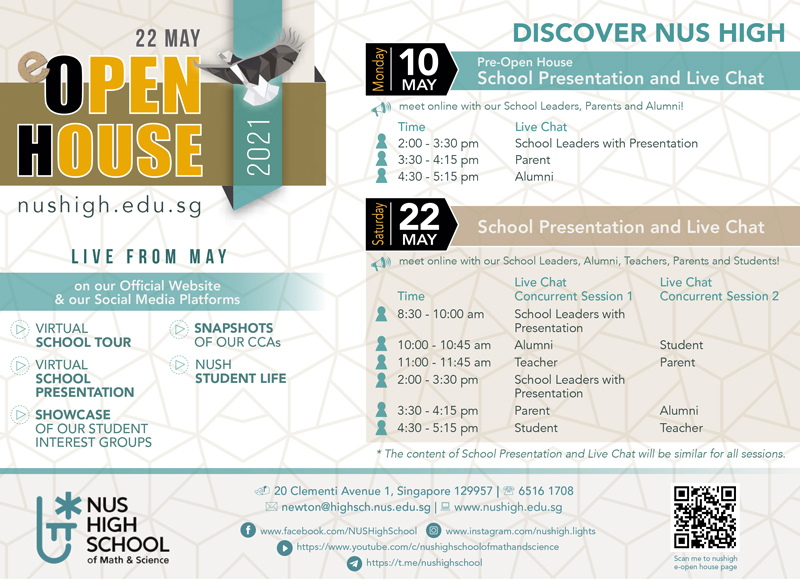 22 MAY
eOPEN
HOUSE
2021
nushigh.edu.sg
LIVE FROM MAY
on our Official Website
& our Social Media Platforms
VIRTUAL
SCHOOL TOUR
VIRTUAL
SCHOOL
PRESENTATION
SHOWCASE
OF OUR STUDENT
INTEREST GROUPS
SNAPSHOTS
OF OUR CCAs
NUSH
STUDENT LIFE
DISCOVER NUS HIGH
Monday
10
MAY
Pre-Open House
School Presentation and Live Chat
meet online with our School Leaders, Parents and Alumni!
Time Live Chat
2:00 - 3:30 pm School Leaders with Presentation
3:30 - 4:15 pm Parent
4:30 - 5:15 pm Alumni
Saturday
22
MAY
School Presentation and Live Chat
meet online with our School Leaders, Alumni, Teachers, Parents and Students!
Live Chat Live Chat
Time Concurrent Session 1 Concurrent Session 2
8:30 - 10:00 am School Leaders with
Presentation
10:00 - 10:45 am Alumni Student
11:00 - 11:45 am Teacher Parent
2:00 - 3:30 pm School Leaders with
Presentation
3:30 - 4:15 pm Parent Alumni
4:30 - 5:15 pm Student Teacher
* The content of School Presentation and Live Chat will be similar for all sessions.
NUS
HIGH
SCHOOL
of Math & Science
20 Clementi Avenue 1, Singapore 129957 | 6516 1708
newton@highsch.nus.edu.sg | www.nushigh.edu.sg
www.facebook.com/NUSHighSchool www.instagram.com/nushigh.lights
https://www.youtube.com/c/nushighschoolofmathandscience
https://t.me/nushighschool
Scan me to nushigh
e-open house page